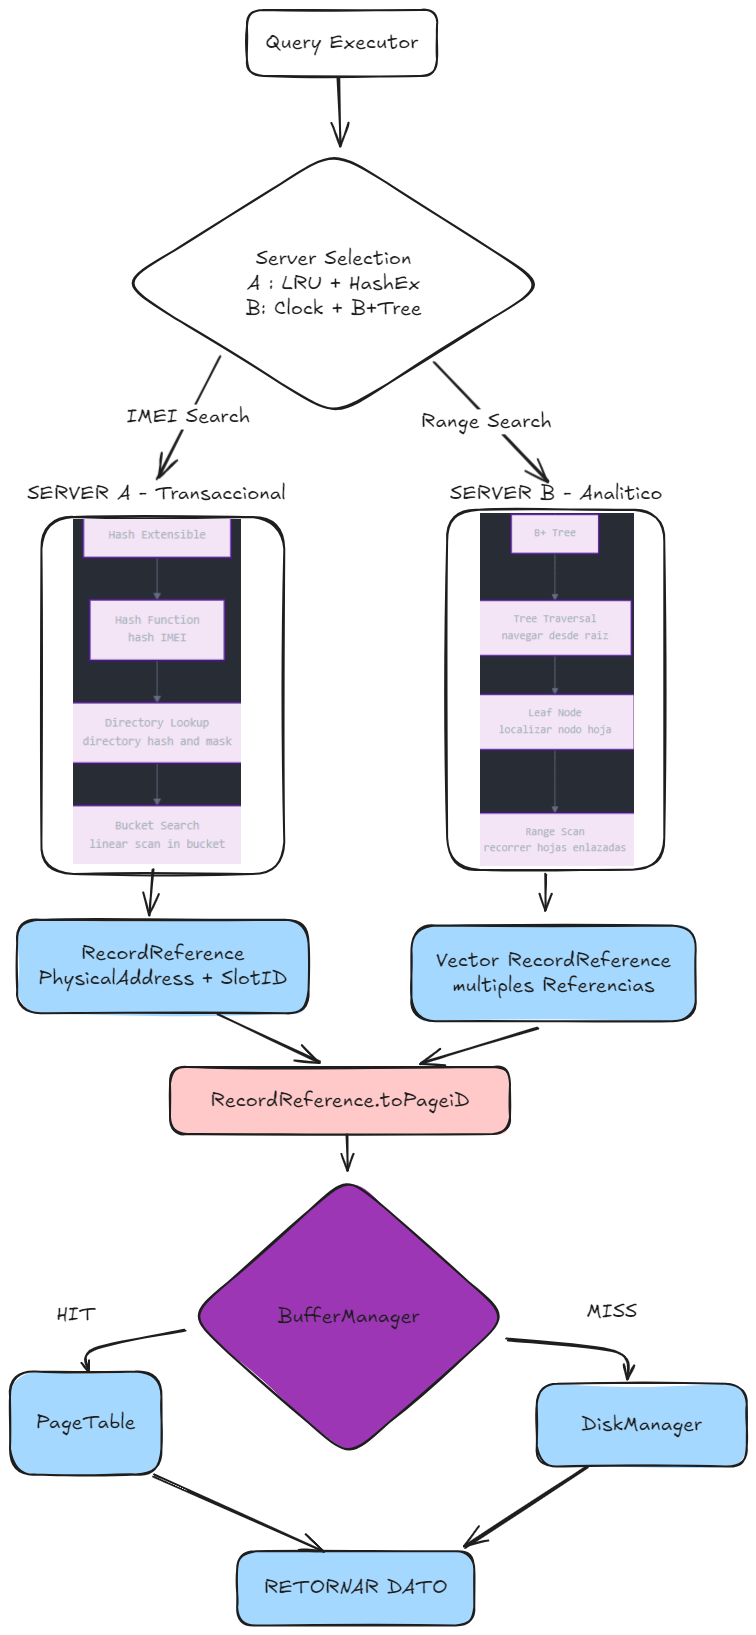 Query Executor
Server Selection
A : LRU + HashEx
B: Clock + B+Tree
IMEI Search
Range Search
SERVER A - Transaccional
Hash Extensible
Hash Function
hash IMEI
Directory Lookup
directory hash and mask
Bucket Search
linear scan in bucket
SERVER B - Analitico
B+ Tree
Tree Traversal
navegar desde raíz
Leaf Node
localizar nodo hoja
Range Scan
recorrer hojas enlazadas
RecordReference
PhysicalAddress + SlotID
Vector RecordReference
multiples Referencias
RecordReference.toPageiD
BufferManager
HIT
MISS
PageTable
DiskManager
RETORNAR DATO